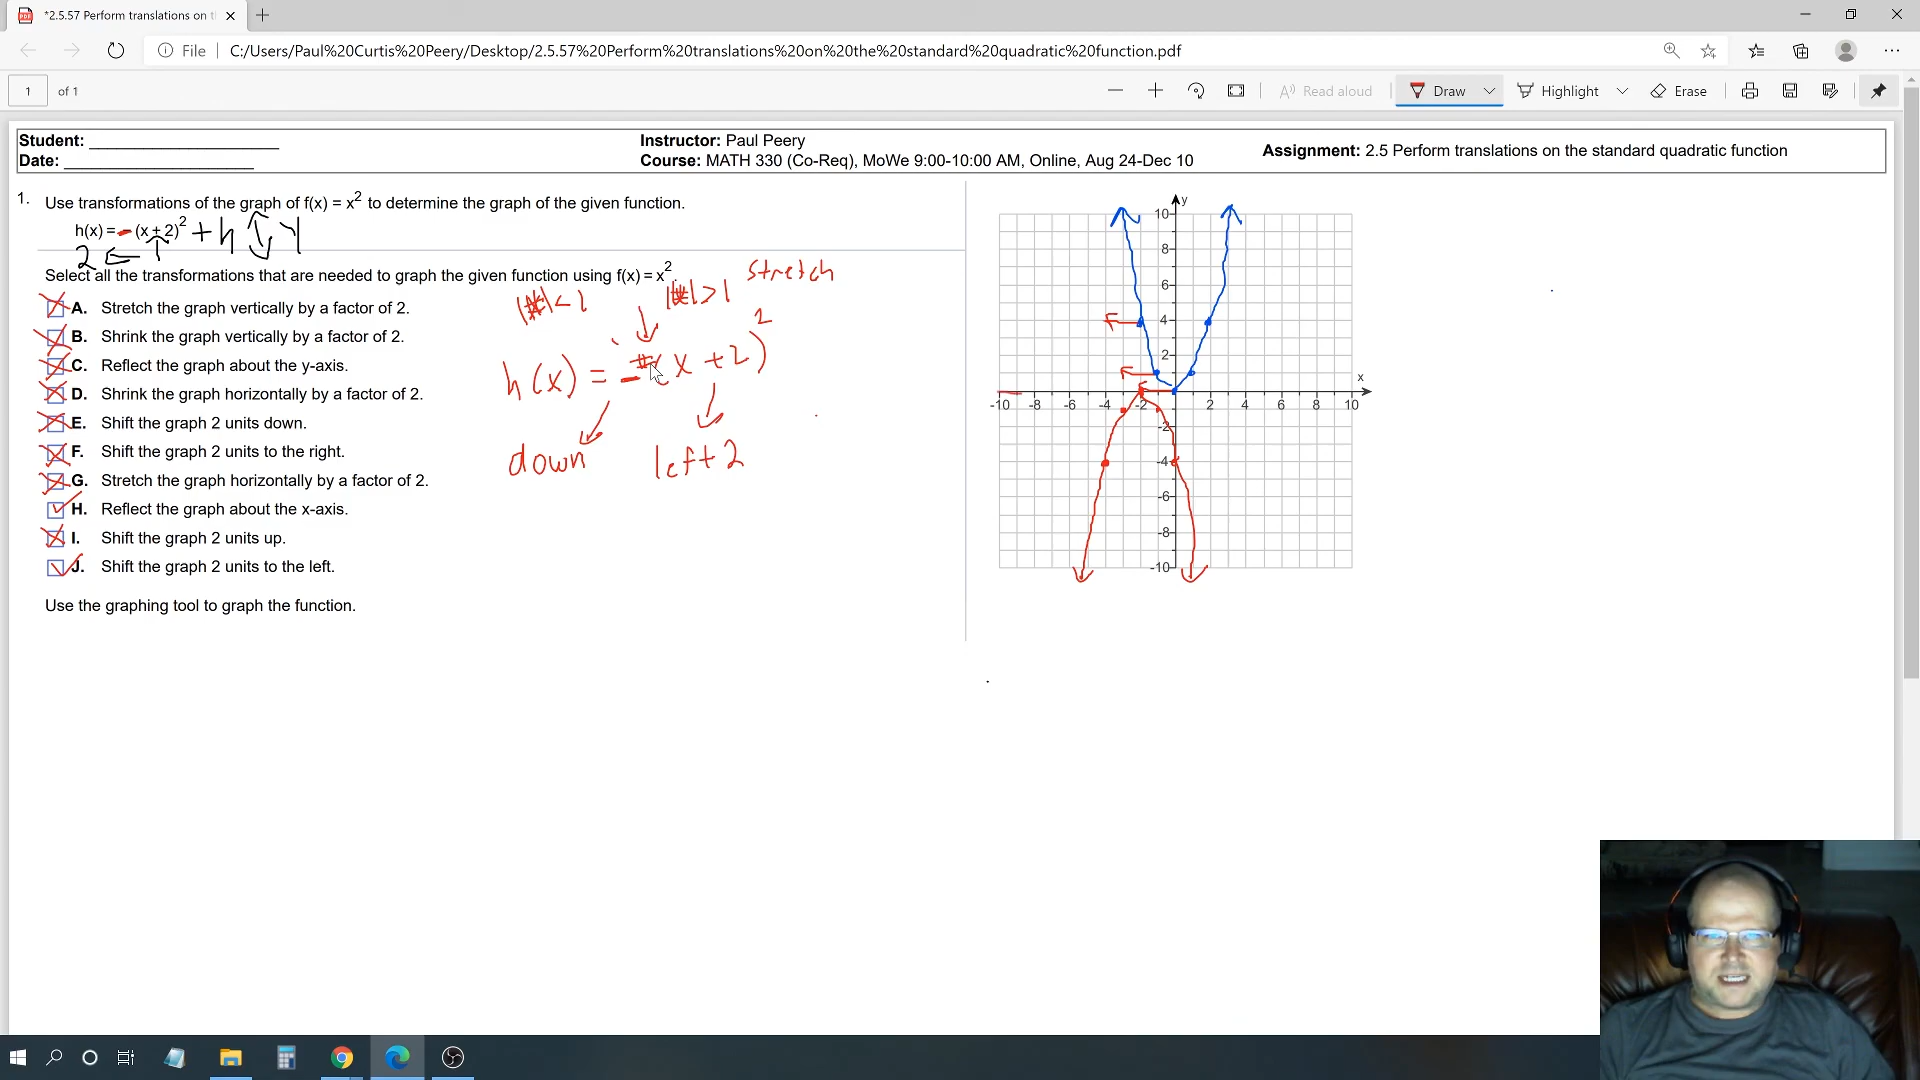 *2.5.57 Perform translations on t
File
C:/Users/Paul%20Curtis%20Peery/Desktop/2.5.57%20Perform%20translations%20on%20the%20standard%20quadratic%20function.pdf
1 of 1
Read aloud Draw Highlight Erase
Student: Instructor: Paul Peery
Date: Course: MATH 330 (Co-Req), MoWe 9:00-10:00 AM, Online, Aug 24-Dec 10
Assignment: 2.5 Perform translations on the standard quadratic function
1. Use transformations of the graph of f(x) = x² to determine the graph of the given function.
h(x) = - (x + 2)² + h
2
Select all the transformations that are needed to graph the given function using f(x) = x².
stretch
|#| < 1 |#| > 1
A. Stretch the graph vertically by a factor of 2.
B. Shrink the graph vertically by a factor of 2.
C. Reflect the graph about the y-axis.
D. Shrink the graph horizontally by a factor of 2.
E. Shift the graph 2 units down.
F. Shift the graph 2 units to the right.
G. Stretch the graph horizontally by a factor of 2.
H. Reflect the graph about the x-axis.
I. Shift the graph 2 units up.
J. Shift the graph 2 units to the left.
h(x) = -#(x + 2)²
down left 2
Use the graphing tool to graph the function.
y
10
8
6
4
2
x
-10 -8 -6 -4 -2 2 4 6 8 10
-2
-4
-6
-8
-10